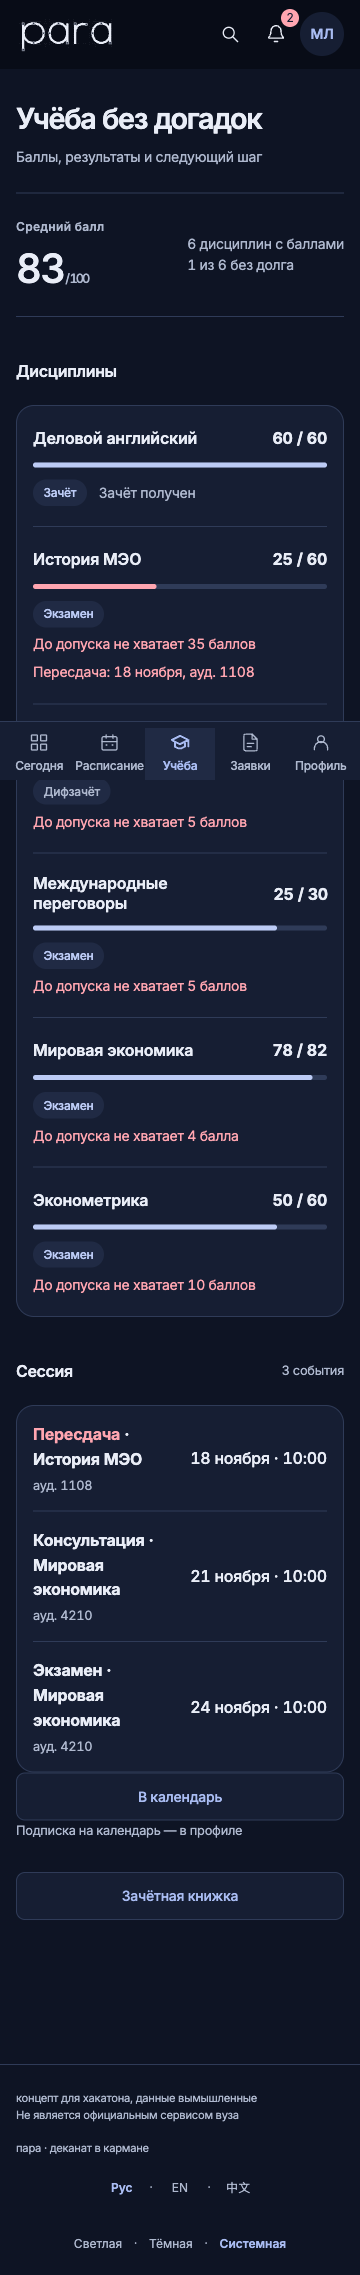 para
2
МЛ
Учёба без догадок
Баллы, результаты и следующий шаг
Средний балл
83/100
6 дисциплин с баллами
1 из 6 без долга
Дисциплины
Деловой английский 60 / 60
Зачёт Зачёт получен
История МЭО 25 / 60
Экзамен
До допуска не хватает 35 баллов
Пересдача: 18 ноября, ауд. 1108
Сегодня Расписание Учёба Заявки Профиль
Дифзачёт
До допуска не хватает 5 баллов
Международные
переговоры
25 / 30
Экзамен
До допуска не хватает 5 баллов
Мировая экономика 78 / 82
Экзамен
До допуска не хватает 4 балла
Эконометрика 50 / 60
Экзамен
До допуска не хватает 10 баллов
Сессия 3 события
Пересдача ·
История МЭО
ауд. 1108
18 ноября · 10:00
Консультация ·
Мировая
экономика
ауд. 4210
21 ноября · 10:00
Экзамен ·
Мировая
экономика
ауд. 4210
24 ноября · 10:00
В календарь
Подписка на календарь — в профиле
Зачётная книжка
концепт для хакатона, данные вымышленные
Не является официальным сервисом вуза
пара · деканат в кармане
Рус · EN · 中文
Светлая · Тёмная · Системная